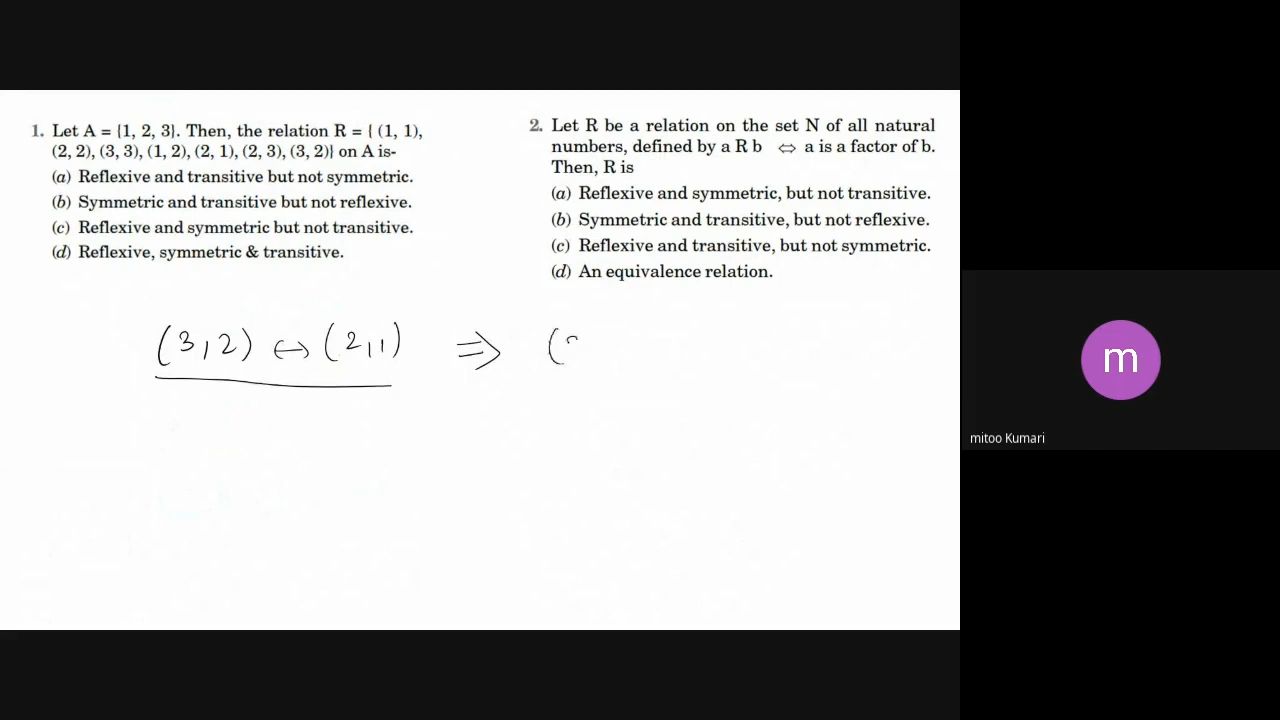 1. Let A = {1, 2, 3}. Then, the relation R = { (1, 1),
(2, 2), (3, 3), (1, 2), (2, 1), (2, 3), (3, 2)} on A is-
(a) Reflexive and transitive but not symmetric.
(b) Symmetric and transitive but not reflexive.
(c) Reflexive and symmetric but not transitive.
(d) Reflexive, symmetric & transitive.
2. Let R be a relation on the set N of all natural
numbers, defined by a R b ⇔ a is a factor of b.
Then, R is
(a) Reflexive and symmetric, but not transitive.
(b) Symmetric and transitive, but not reflexive.
(c) Reflexive and transitive, but not symmetric.
(d) An equivalence relation.
(3,2) ↔ (2,1) ⇒ (
m
mitoo Kumari